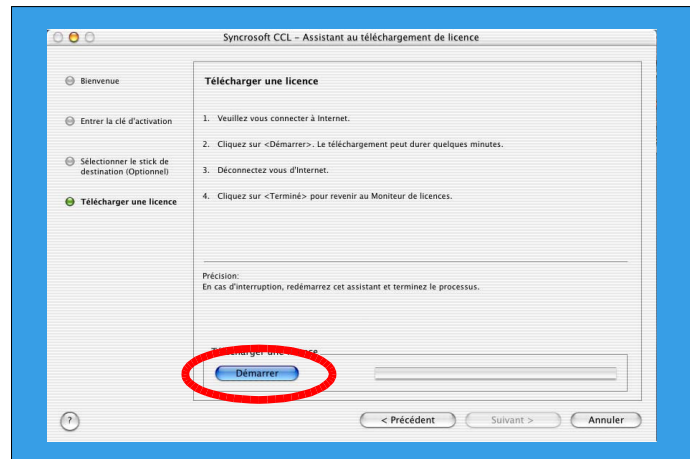 Syncrosoft CCL – Assistant au téléchargement de licence
Bienvenue
Entrer la clé d'activation
Sélectionner le stick de
destination (Optionnel)
Télécharger une licence
Télécharger une licence
1. Veuillez vous connecter à Internet.
2. Cliquez sur <Démarrer>. Le téléchargement peut durer quelques minutes.
3. Déconnectez vous d'Internet.
4. Cliquez sur <Terminé> pour revenir au Moniteur de licences.
Précision:
En cas d'interruption, redémarrez cet assistant et terminez le processus.
Télécharger une licence
Démarrer
?
< Précédent
Suivant >
Annuler